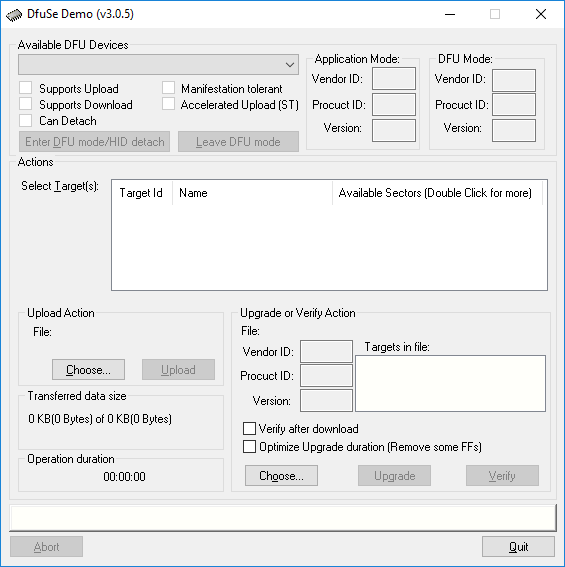 DfuSe Demo (v3.0.5)
Available DFU Devices
Supports Upload
Manifestation tolerant
Supports Download
Accelerated Upload (ST)
Can Detach
Enter DFU mode/HID detach
Leave DFU mode
Application Mode:
Vendor ID:
Procuct ID:
Version:
DFU Mode:
Vendor ID:
Procuct ID:
Version:
Actions
Select Target(s):
Target Id
Name
Available Sectors (Double Click for more)
Upload Action
File:
Choose...
Upload
Transferred data size
0 KB(0 Bytes) of 0 KB(0 Bytes)
Operation duration
00:00:00
Upgrade or Verify Action
File:
Vendor ID:
Procuct ID:
Version:
Targets in file:
Verify after download
Optimize Upgrade duration (Remove some FFs)
Choose...
Upgrade
Verify
Abort
Quit